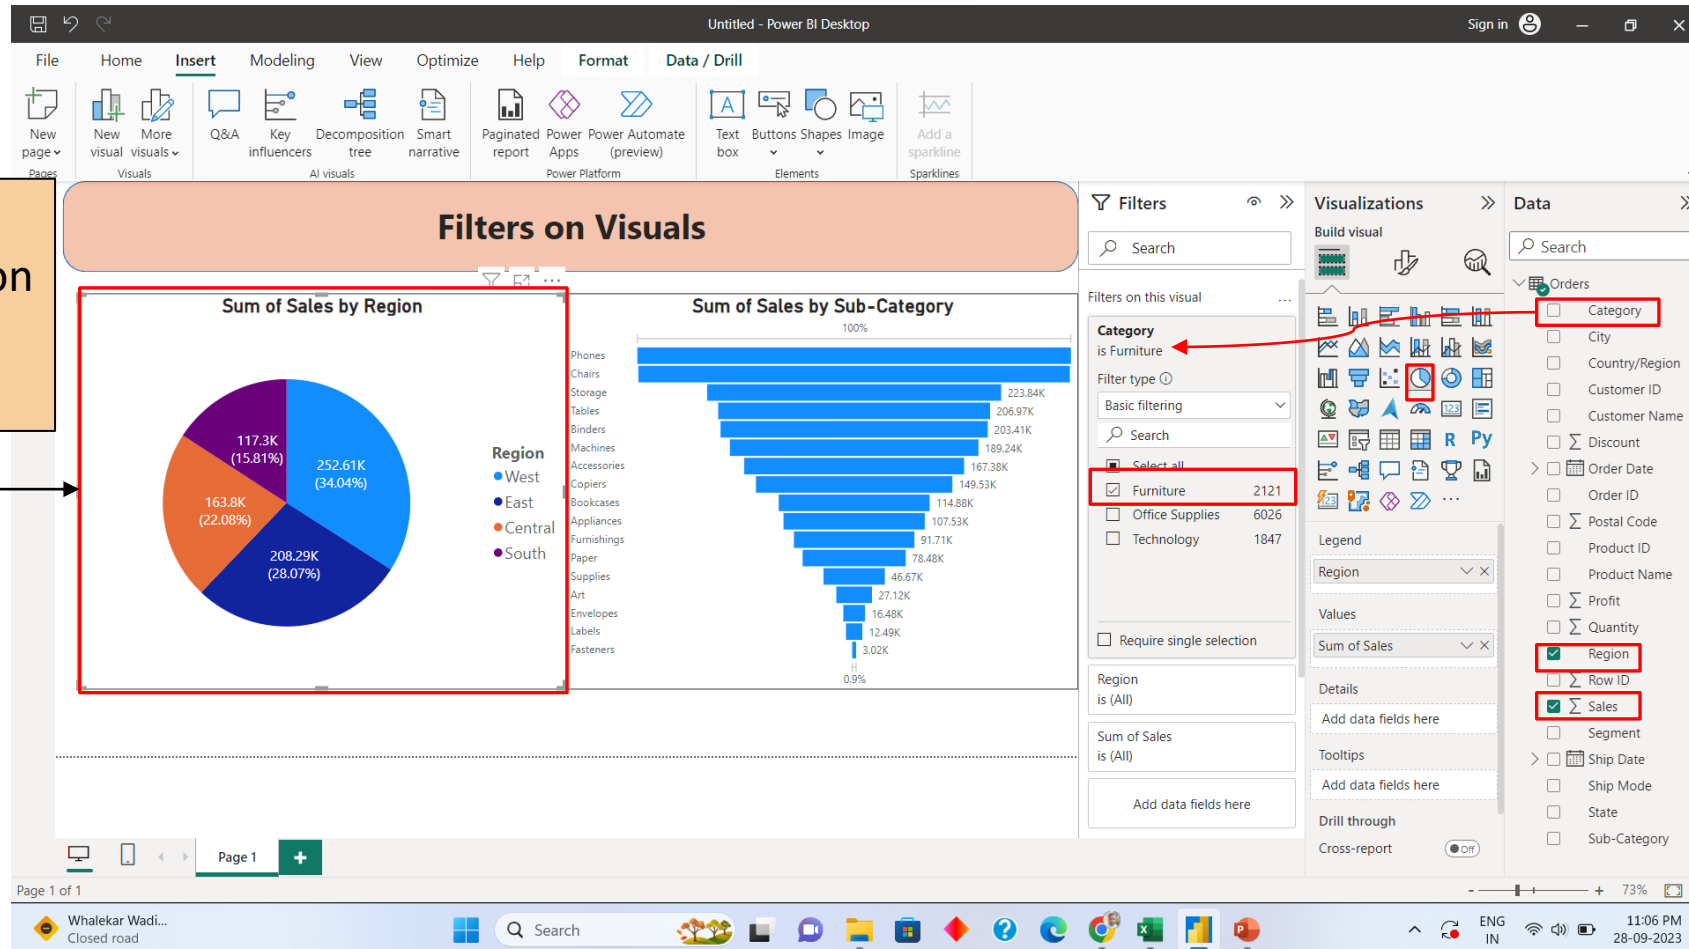 Untitled - Power BI Desktop
Sign in
File Home Insert Modeling View Optimize Help Format Data / Drill
New page
New visual
More visuals
Q&A
Key influencers
Decomposition tree
Smart narrative
Paginated report
Power Apps
Power Automate (preview)
Text box
Buttons
Shapes
Image
Add a sparkline
Pages
Visuals
AI visuals
Power Platform
Elements
Sparklines
on
Filters on Visuals
Sum of Sales by Region
117.3K
(15.81%)
252.61K
(34.04%)
163.8K
(22.08%)
208.29K
(28.07%)
Region
West
East
Central
South
Sum of Sales by Sub-Category
100%
Phones
Chairs
Storage 223.84K
Tables 206.97K
Binders 203.41K
Machines 189.24K
Accessories 167.38K
Copiers 149.53K
Bookcases 114.88K
Appliances 107.53K
Furnishings 91.71K
Paper 78.48K
Supplies 46.67K
Art 27.12K
Envelopes 16.48K
Labels 12.49K
Fasteners 3.02K
0.9%
Filters
Search
Filters on this visual
Category
is Furniture
Filter type
Basic filtering
Search
Select all
Furniture 2121
Office Supplies 6026
Technology 1847
Require single selection
Region
is (All)
Sum of Sales
is (All)
Add data fields here
Visualizations
Build visual
123
R Py
123
Legend
Region
Values
Sum of Sales
Details
Add data fields here
Tooltips
Add data fields here
Drill through
Cross-report Off
Data
Search
Orders
Category
City
Country/Region
Customer ID
Customer Name
∑ Discount
Order Date
Order ID
∑ Postal Code
Product ID
Product Name
∑ Profit
∑ Quantity
Region
∑ Row ID
∑ Sales
Segment
Ship Date
Ship Mode
State
Sub-Category
Page 1
+
Page 1 of 1
- + 73%
Whalekar Wadi...
Closed road
Search
ENG
IN
11:06 PM
28-09-2023